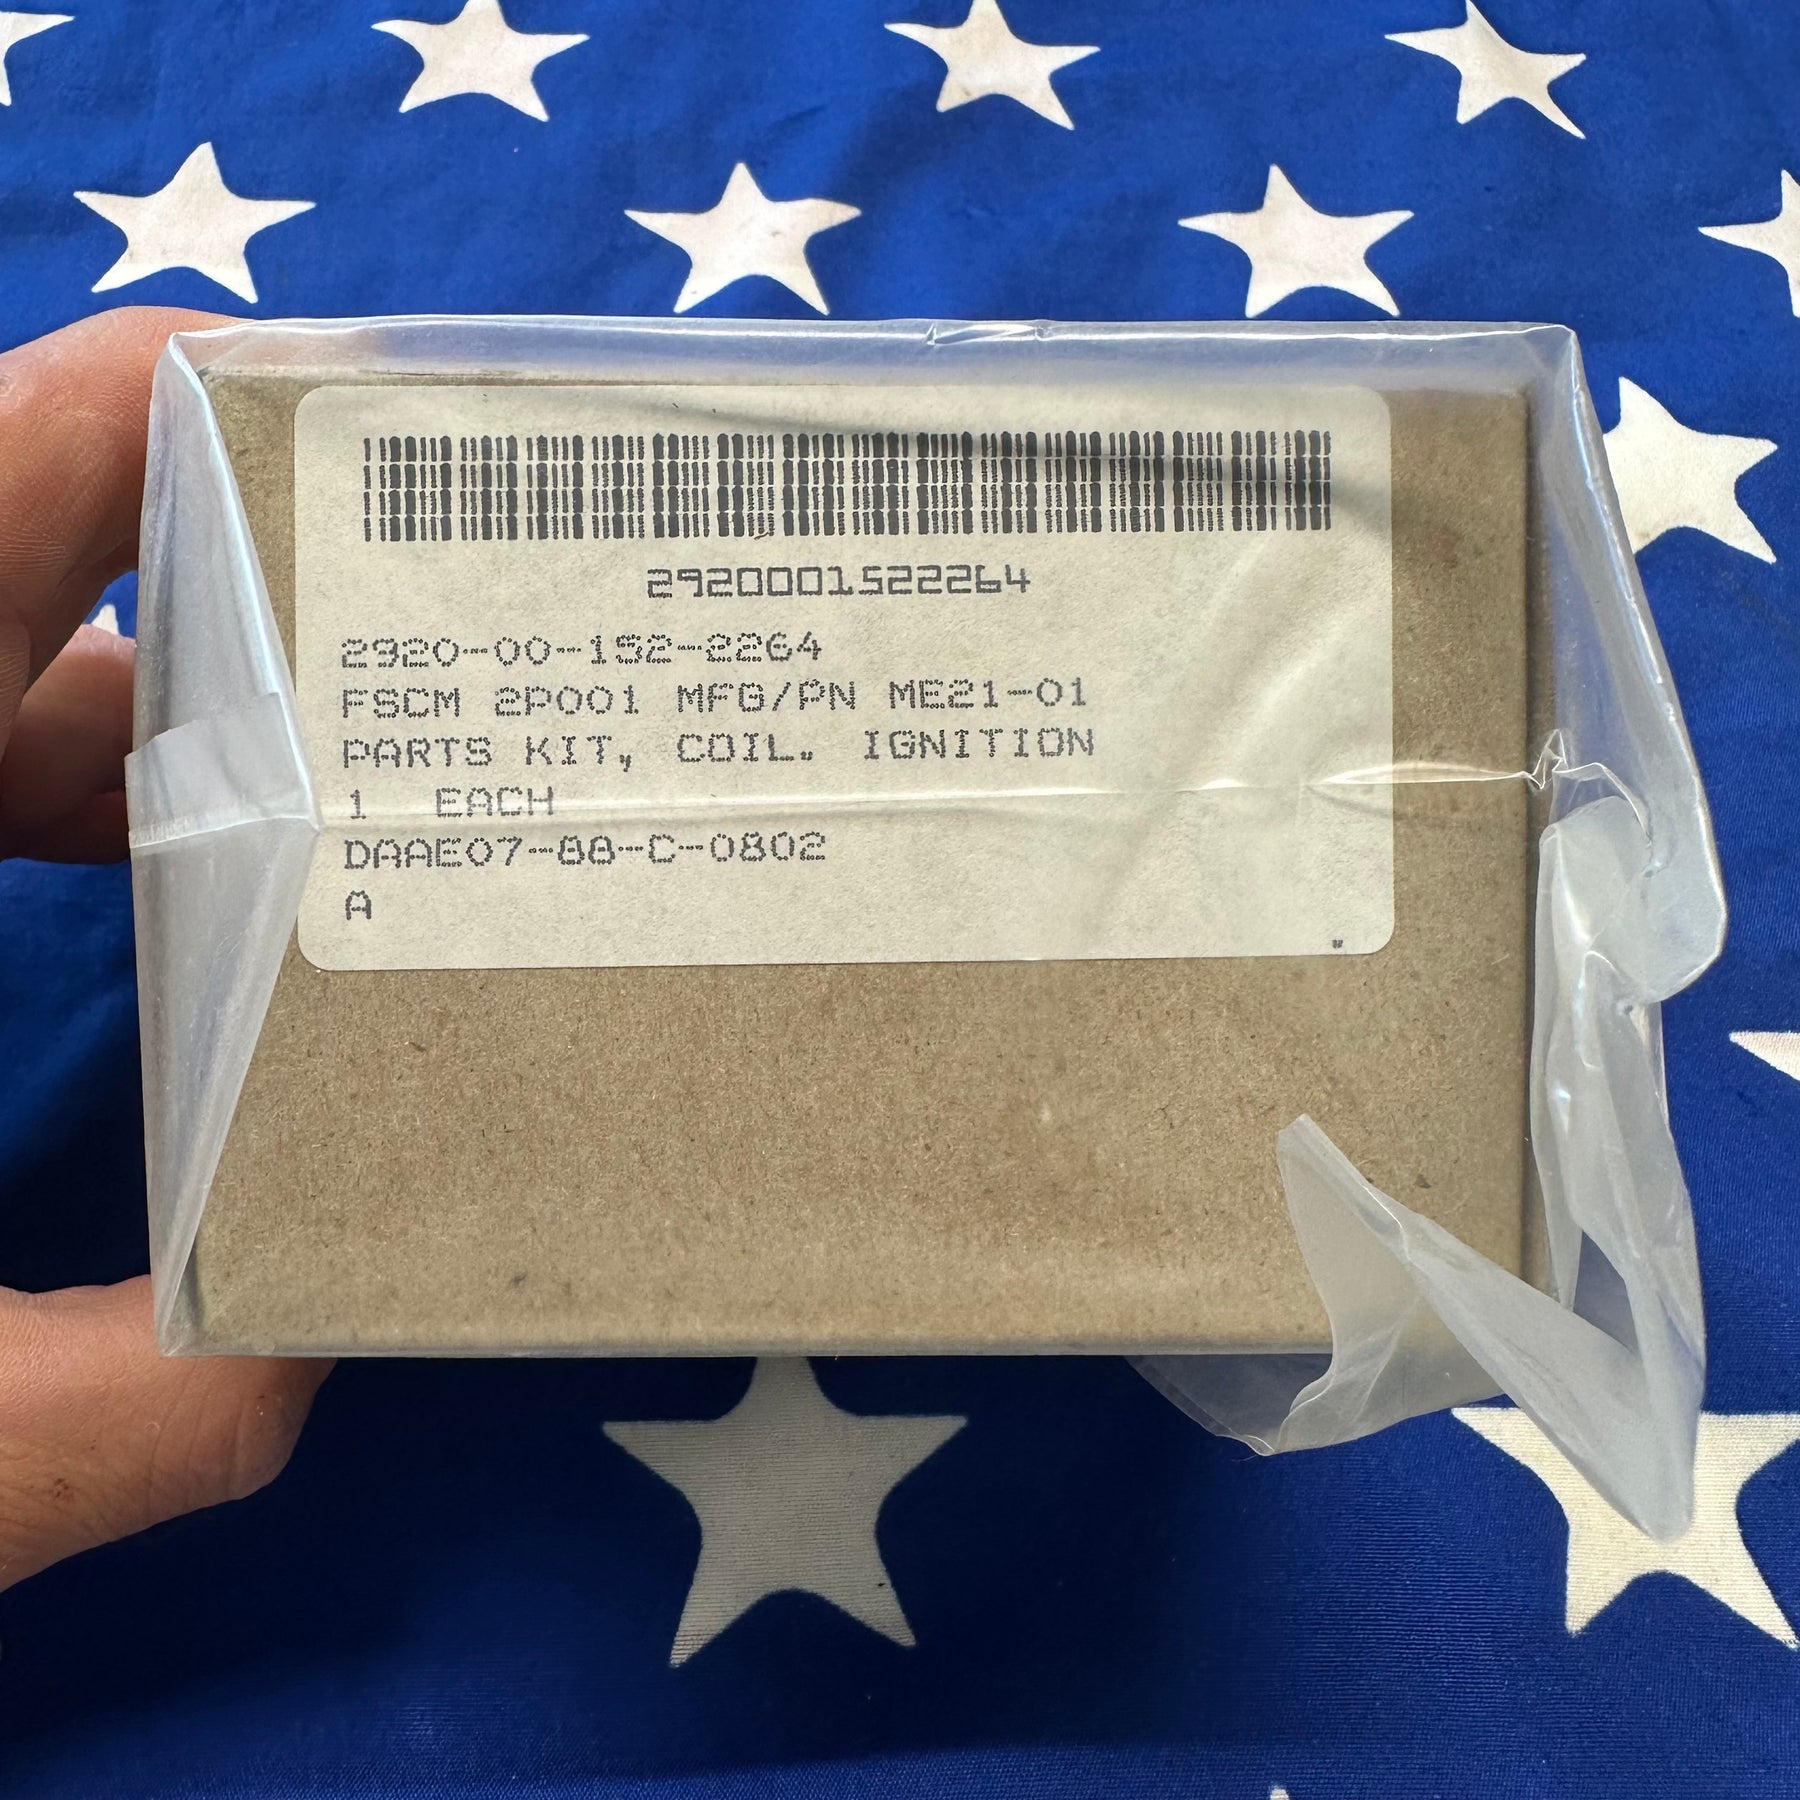 2920001522264
2920-00-152-2264
FSCM 2P001 MFG/PN ME21-01
PARTS KIT, COIL. IGNITION
1 EACH
DAAE07-88-C-0802
A